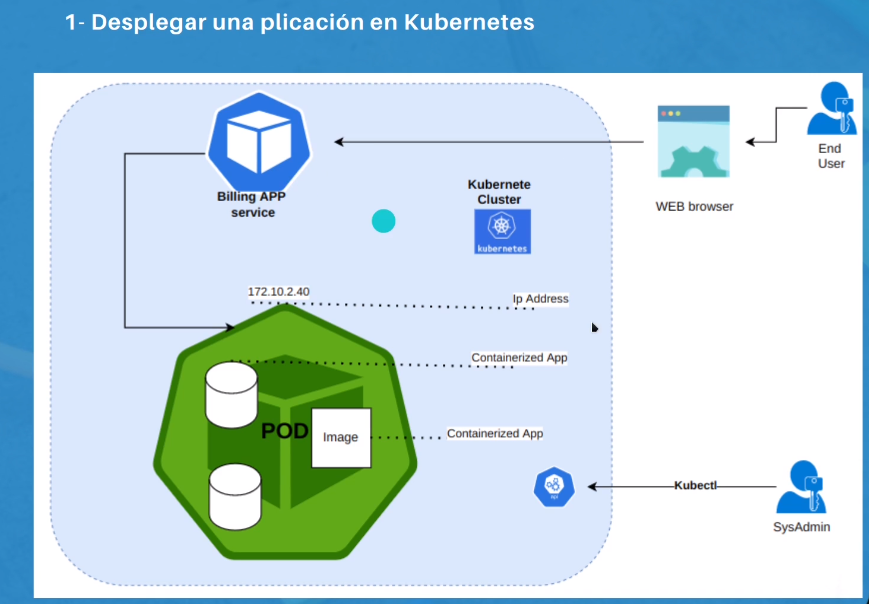 1- Desplegar una plicación en Kubernetes
End
User
WEB browser
Billing APP
service
Kubernete
Cluster
kubernetes
172.10.2.40
Ip Address
Containerized App
POD
Image
Containerized App
api
Kubectl
SysAdmin